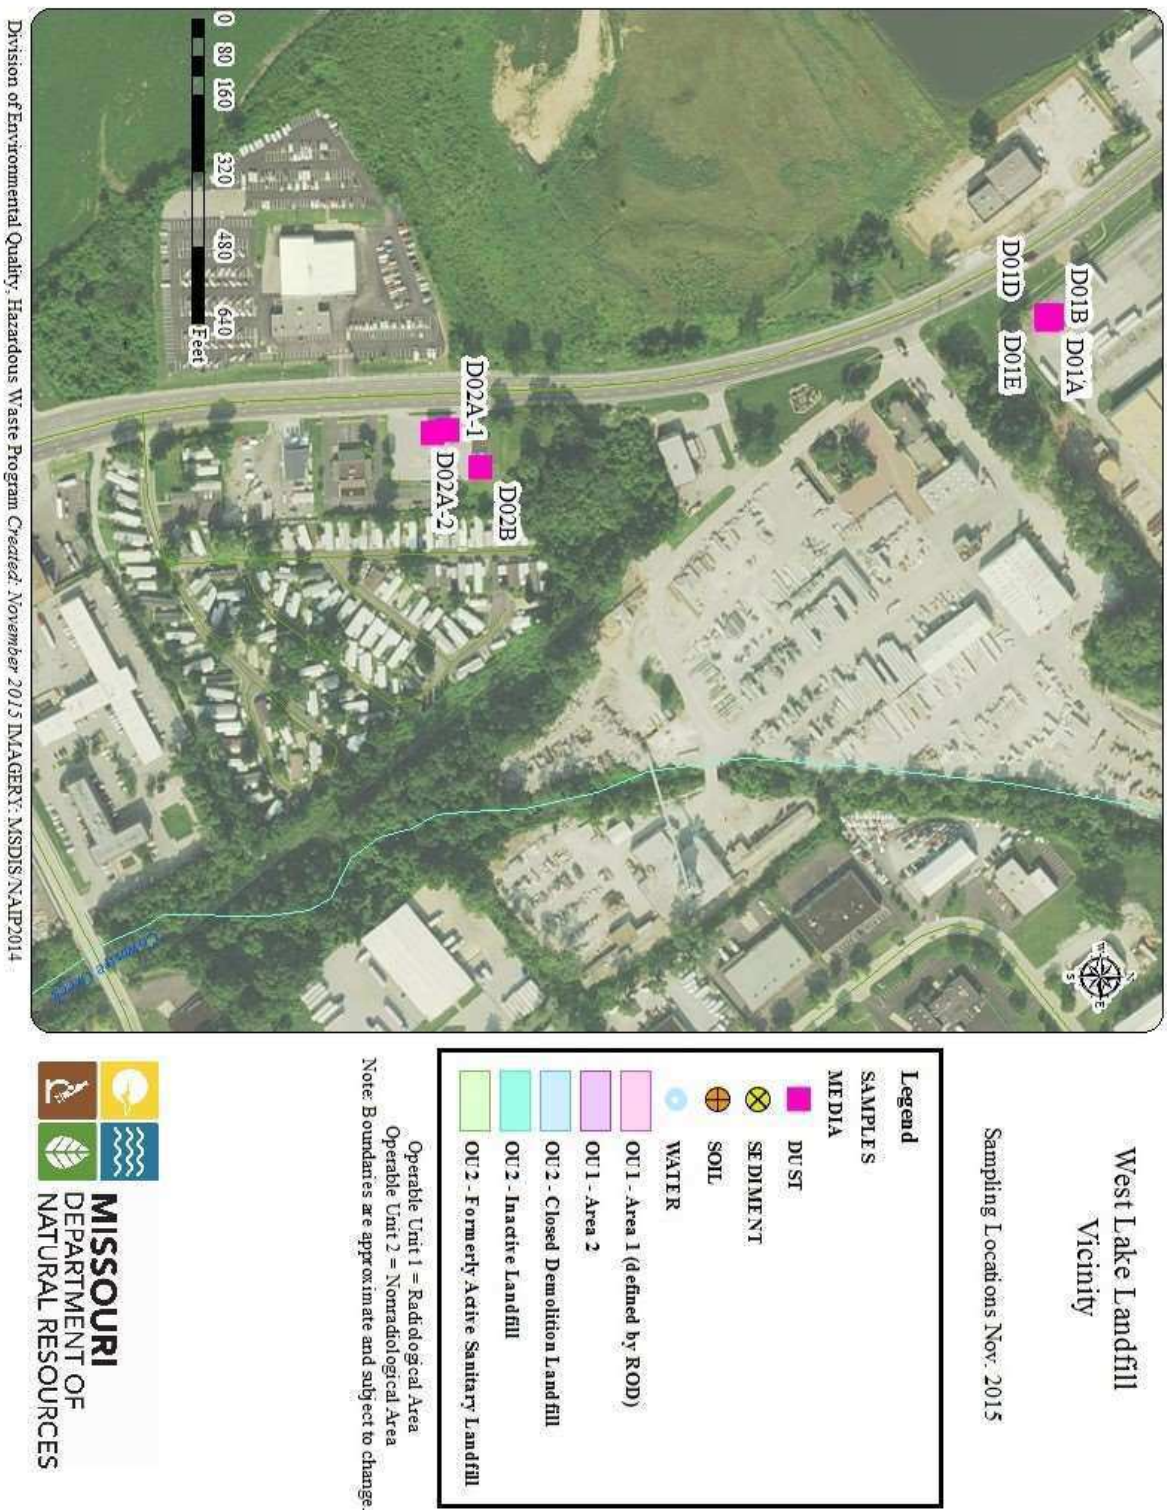 West Lake Landfill
Vicinity
Sampling Locations Nov. 2015
N
W
E
S
D01B
D01A
D01D
D01E
D02B
D02A-1
D02A-2
Coldwater Creek
0 80 160 320 480 640
Feet
Legend
SAMPLES
MEDIA
DUST
SEDIMENT
SOIL
WATER
OU1 - Area 1 (defined by ROD)
OU1 - Area 2
OU2 - Closed Demolition Landfill
OU2 - Inactive Landfill
OU2 - Formerly Active Sanitary Landfill
Operable Unit 1 = Radiological Area
Operable Unit 2 = Nonradiological Area
Note: Boundaries are approximate and subject to change.
MISSOURI
DEPARTMENT OF
NATURAL RESOURCES
Division of Environmental Quality, Hazardous Waste Program Created: November 2015 IMAGERY: MSDIS/NAIP2014